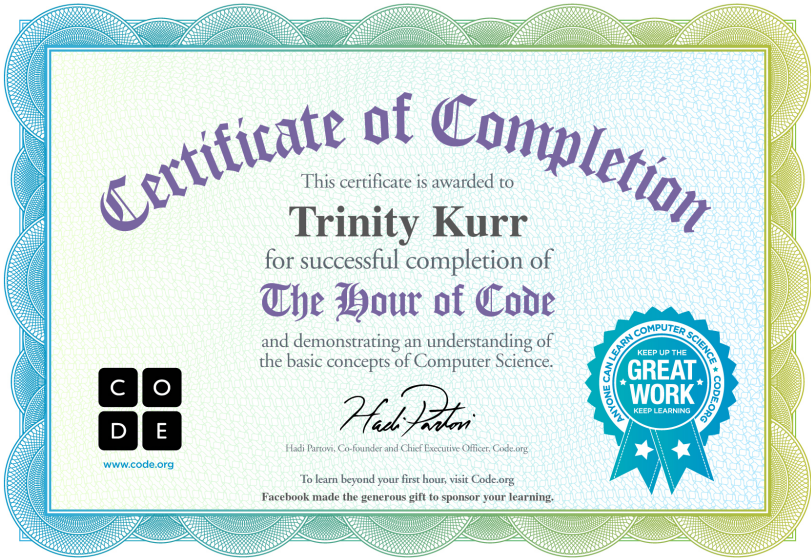 Certificate of Completion
This certificate is awarded to
Trinity Kurr
for successful completion of
The Hour of Code
and demonstrating an understanding of
the basic concepts of Computer Science.
C O
D E
www.code.org
Hadi Partovi
Hadi Partovi, Co-founder and Chief Executive Officer, Code.org
To learn beyond your first hour, visit Code.org
Facebook made the generous gift to sponsor your learning.
ANYONE CAN LEARN COMPUTER SCIENCE ★ CODE.ORG
KEEP UP THE
GREAT
WORK
KEEP LEARNING